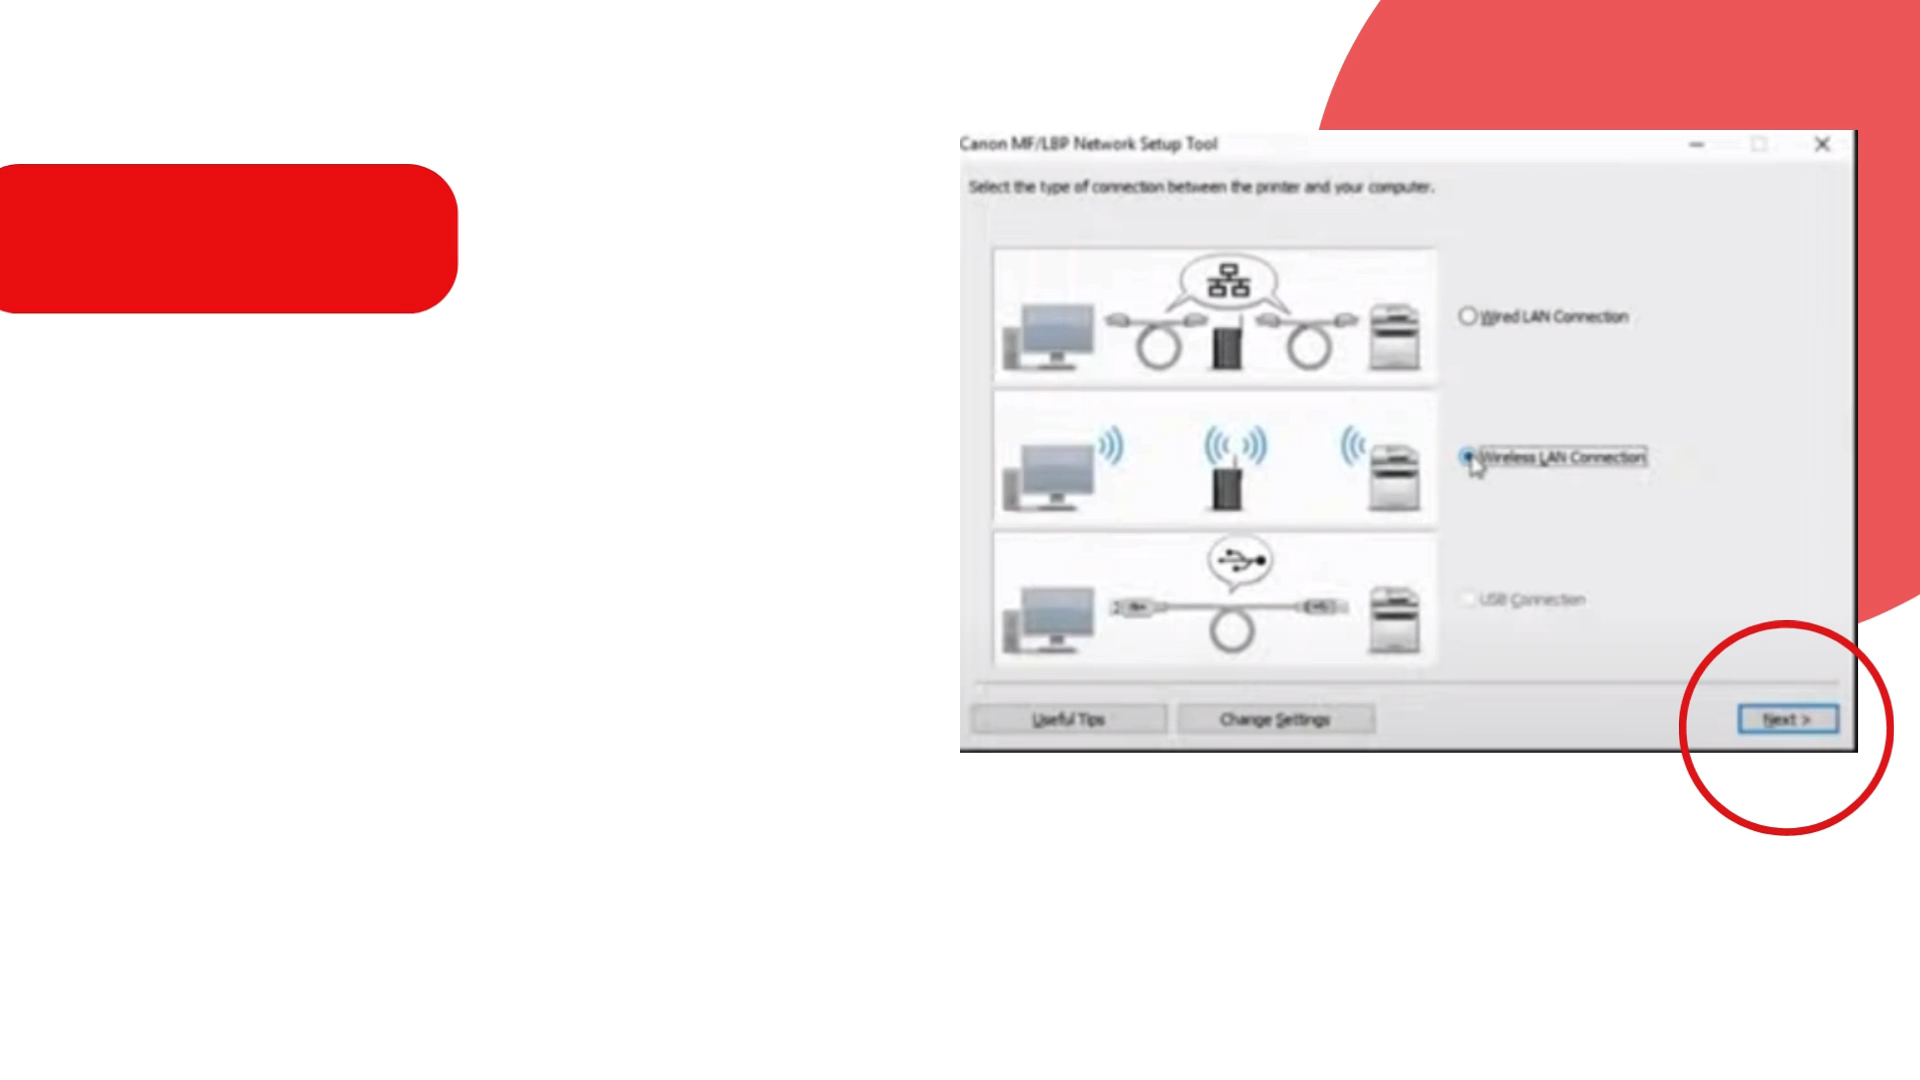 Canon MF/LBP Network Setup Tool
Select the type of connection between the printer and your computer.
Wired LAN Connection
Wireless LAN Connection
USB Connection
Useful Tips
Change Settings
Next >